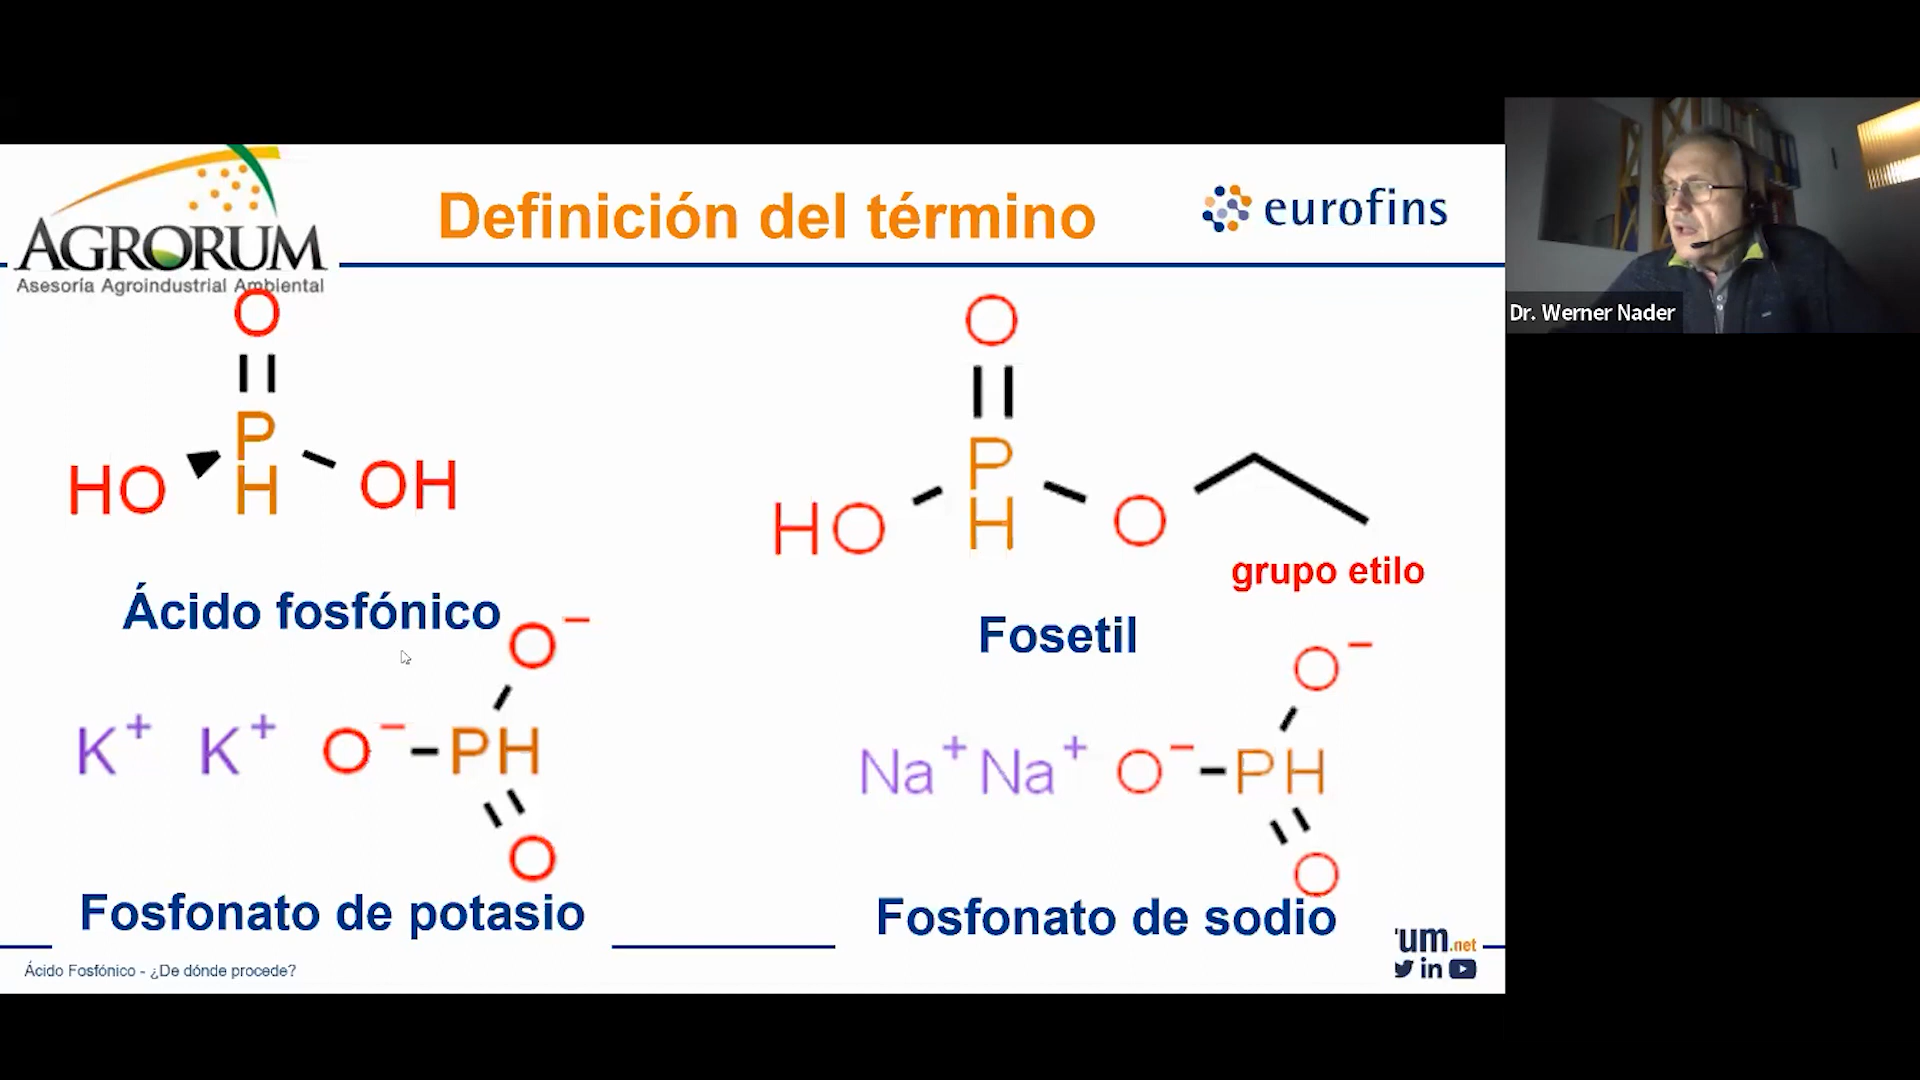 AGRORUM
Asesoría Agroindustrial Ambiental
Definición del término
eurofins
Dr. Werner Nader
O
P
H
HO
OH
Ácido fosfónico
O
P
H
HO
O
grupo etilo
Fosetil
K+ K+ O− PH
O−
O
Fosfonato de potasio
Na+ Na+ O− PH
O−
O
Fosfonato de sodio
um.net
in
Ácido Fosfónico - ¿De dónde procede?